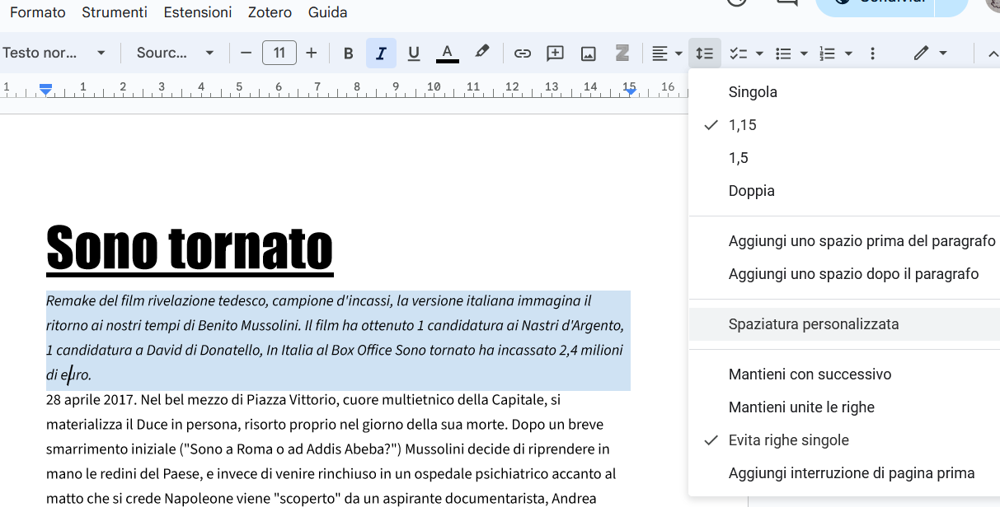 Formato Strumenti Estensioni Zotero Guida
Testo nor... Sourc... 11 B I U A
1 1 2 3 4 5 6 7 8 9 10 11 12 13 14 15 16
Singola
1,15
1,5
Doppia
Aggiungi uno spazio prima del paragrafo
Aggiungi uno spazio dopo il paragrafo
Spaziatura personalizzata
Mantieni con successivo
Mantieni unite le righe
Evita righe singole
Aggiungi interruzione di pagina prima
Sono tornato
Remake del film rivelazione tedesco, campione d'incassi, la versione italiana immagina il
ritorno ai nostri tempi di Benito Mussolini. Il film ha ottenuto 1 candidatura ai Nastri d'Argento,
1 candidatura a David di Donatello, In Italia al Box Office Sono tornato ha incassato 2,4 milioni
di euro.
28 aprile 2017. Nel bel mezzo di Piazza Vittorio, cuore multietnico della Capitale, si
materializza il Duce in persona, risorto proprio nel giorno della sua morte. Dopo un breve
smarrimento iniziale ("Sono a Roma o ad Addis Abeba?") Mussolini decide di riprendere in
mano le redini del Paese, e invece di venire rinchiuso in un ospedale psichiatrico accanto al
matto che si crede Napoleone viene "scoperto" da un aspirante documentarista, Andrea